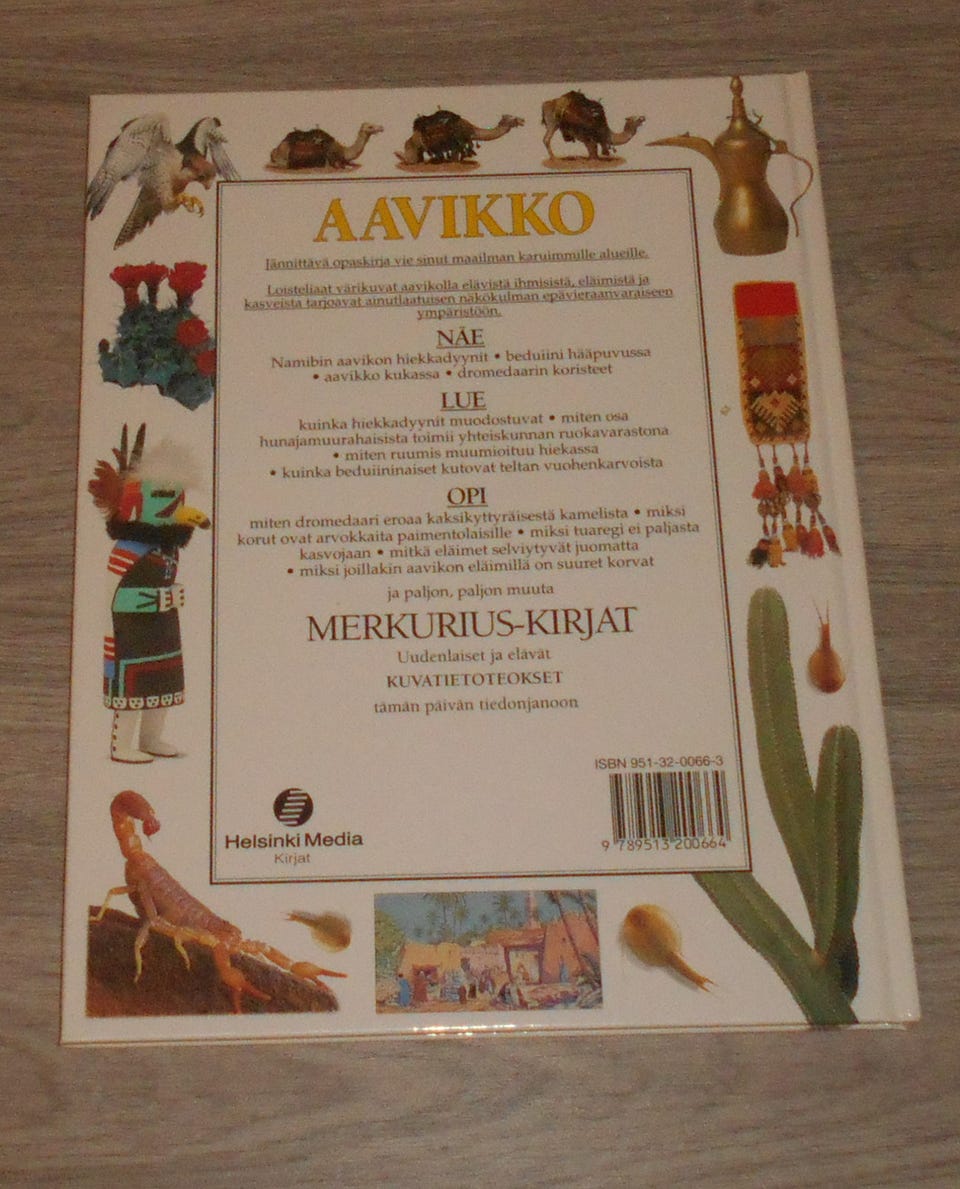 AAVIKKO
Jännittävä opaskirja vie sinut maailman karuimmille alueille.
Loisteliaat värikuvat aavikolla elävistä ihmisistä, eläimistä ja
kasveista tarjoavat ainutlaatuisen näkökulman epävieraanvaraiseen
ympäristöön.
NÄE
Namibin aavikon hiekkadyynit • beduiini hääpuvussa
• aavikko kukassa • dromedaarin koristeet
LUE
kuinka hiekkadyynit muodostuvat • miten osa
hunajamuurahaisista toimii yhteiskunnan ruokavarastona
• miten ruumis muumioituu hiekassa
• kuinka beduiininaiset kutovat teltan vuohenkarvoista
OPI
miten dromedaari eroaa kaksikyttyräisestä kamelista • miksi
korut ovat arvokkaita paimentolaisille • miksi tuaregi ei paljasta
kasvojaan • mitkä eläimet selviytyvät juomatta
• miksi joillakin aavikon eläimillä on suuret korvat
ja paljon, paljon muuta
MERKURIUS-KIRJAT
Uudenlaiset ja elävät
KUVATIETOTEOKSET
tämän päivän tiedonjanoon
ISBN 951-32-0066-3
9 789513 200664
Helsinki Media
Kirjat